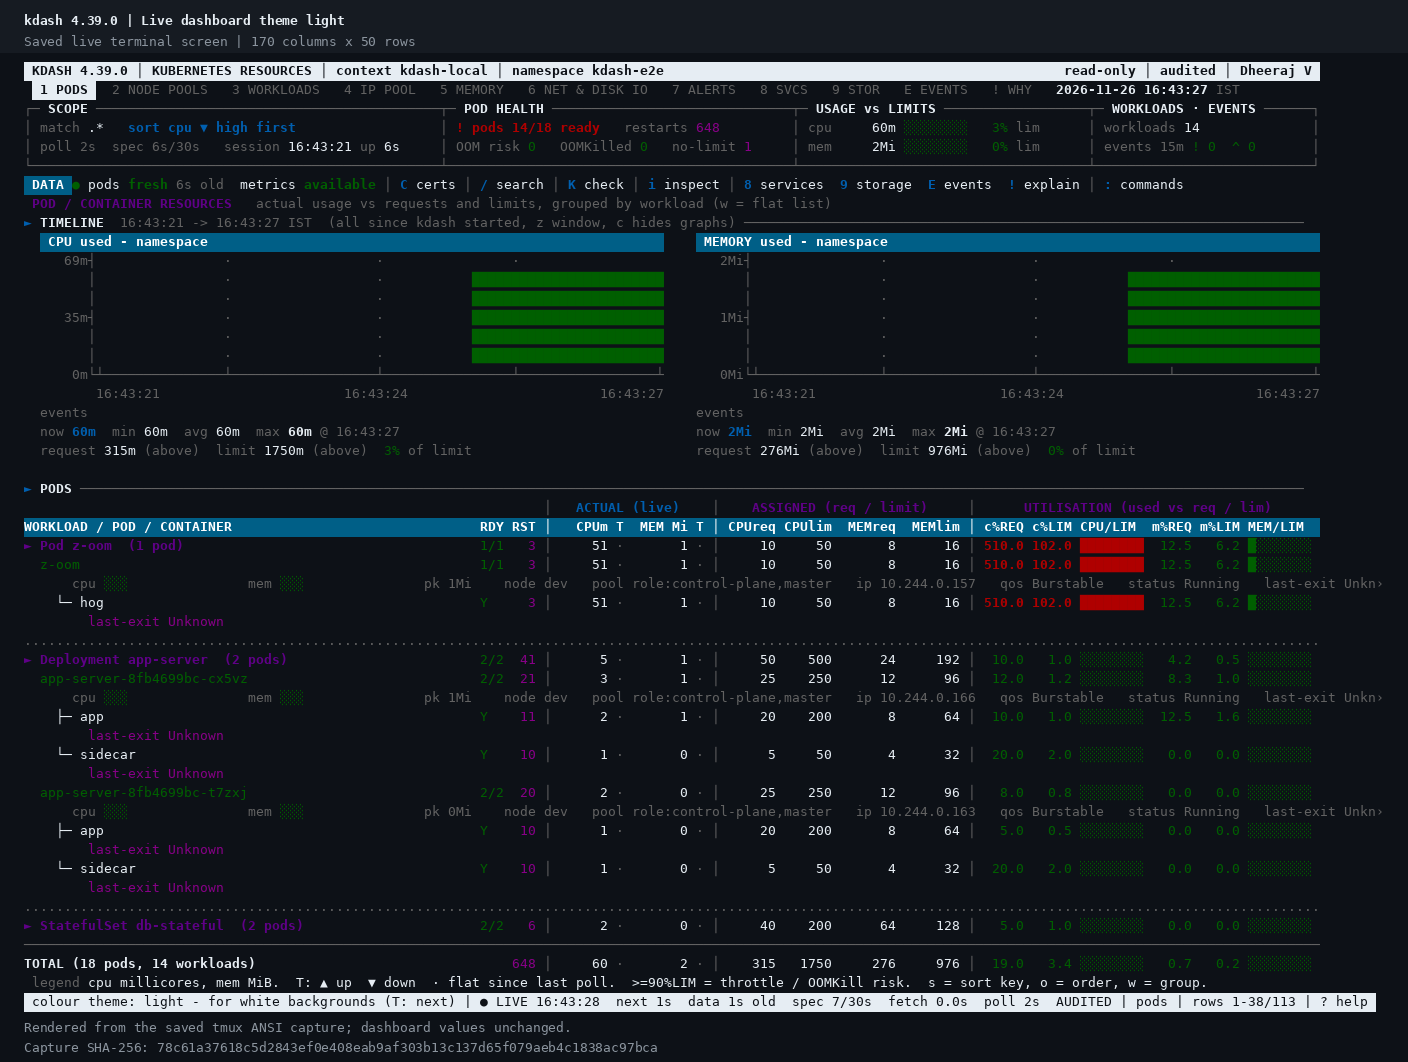 kdash 4.39.0 | Live dashboard theme light
Saved live terminal screen | 170 columns x 50 rows
KDASH 4.39.0 │ KUBERNETES RESOURCES │ context kdash-local │ namespace kdash-e2e read-only │ audited │ Dheeraj V
1 PODS 2 NODE POOLS 3 WORKLOADS 4 IP POOL 5 MEMORY 6 NET & DISK IO 7 ALERTS 8 SVCS 9 STOR E EVENTS ! WHY 2026-11-26 16:43:27 IST
SCOPE POD HEALTH USAGE vs LIMITS WORKLOADS · EVENTS
match .* sort cpu ▼ high first │ ! pods 14/18 ready restarts 648 │ cpu 60m 3% lim │ workloads 14
poll 2s spec 6s/30s session 16:43:21 up 6s │ OOM risk 0 OOMKilled 0 no-limit 1 │ mem 2Mi 0% lim │ events 15m ! 0 ^ 0
DATA ● pods fresh 6s old metrics available │ C certs │ / search │ K check │ i inspect │ 8 services 9 storage E events ! explain │ : commands
POD / CONTAINER RESOURCES actual usage vs requests and limits, grouped by workload (w = flat list)
► TIMELINE 16:43:21 -> 16:43:27 IST (all since kdash started, z window, c hides graphs)
CPU used - namespace MEMORY used - namespace
69m 2Mi
35m 1Mi
0m 0Mi
16:43:21 16:43:24 16:43:27 16:43:21 16:43:24 16:43:27
events events
now 60m min 60m avg 60m max 60m @ 16:43:27 now 2Mi min 2Mi avg 2Mi max 2Mi @ 16:43:27
request 315m (above) limit 1750m (above) 3% of limit request 276Mi (above) limit 976Mi (above) 0% of limit
► PODS
│ ACTUAL (live) │ ASSIGNED (req / limit) │ UTILISATION (used vs req / lim)
WORKLOAD / POD / CONTAINER RDY RST │ CPUm T MEM Mi T │ CPUreq CPUlim MEMreq MEMlim │ c%REQ c%LIM CPU/LIM m%REQ m%LIM MEM/LIM
► Pod z-oom (1 pod) 1/1 3 │ 51 · 1 · │ 10 50 8 16 │ 510.0 102.0 12.5 6.2
z-oom 1/1 3 │ 51 · 1 · │ 10 50 8 16 │ 510.0 102.0 12.5 6.2
cpu mem pk 1Mi node dev pool role:control-plane,master ip 10.244.0.157 qos Burstable status Running last-exit Unkn›
└─ hog Y 3 │ 51 · 1 · │ 10 50 8 16 │ 510.0 102.0 12.5 6.2
last-exit Unknown
► Deployment app-server (2 pods) 2/2 41 │ 5 · 1 · │ 50 500 24 192 │ 10.0 1.0 4.2 0.5
app-server-8fb4699bc-cx5vz 2/2 21 │ 3 · 1 · │ 25 250 12 96 │ 12.0 1.2 8.3 1.0
cpu mem pk 1Mi node dev pool role:control-plane,master ip 10.244.0.166 qos Burstable status Running last-exit Unkn›
├─ app Y 11 │ 2 · 1 · │ 20 200 8 64 │ 10.0 1.0 12.5 1.6
last-exit Unknown
└─ sidecar Y 10 │ 1 · 0 · │ 5 50 4 32 │ 20.0 2.0 0.0 0.0
last-exit Unknown
app-server-8fb4699bc-t7zxj 2/2 20 │ 2 · 0 · │ 25 250 12 96 │ 8.0 0.8 0.0 0.0
cpu mem pk 0Mi node dev pool role:control-plane,master ip 10.244.0.163 qos Burstable status Running last-exit Unkn›
├─ app Y 10 │ 1 · 0 · │ 20 200 8 64 │ 5.0 0.5 0.0 0.0
last-exit Unknown
└─ sidecar Y 10 │ 1 · 0 · │ 5 50 4 32 │ 20.0 2.0 0.0 0.0
last-exit Unknown
► StatefulSet db-stateful (2 pods) 2/2 6 │ 2 · 0 · │ 40 200 64 128 │ 5.0 1.0 0.0 0.0
TOTAL (18 pods, 14 workloads) 648 │ 60 · 2 · │ 315 1750 276 976 │ 19.0 3.4 0.7 0.2
legend cpu millicores, mem MiB. T: ▲ up ▼ down · flat since last poll. >=90%LIM = throttle / OOMKill risk. s = sort key, o = order, w = group.
colour theme: light - for white backgrounds (T: next) | ● LIVE 16:43:28 next 1s data 1s old spec 7/30s fetch 0.0s poll 2s AUDITED | pods | rows 1-38/113 | ? help
Rendered from the saved tmux ANSI capture; dashboard values unchanged.
Capture SHA-256: 78c61a37618c5d2843ef0e408eab9af303b13c137d65f079aeb4c1838ac97bca